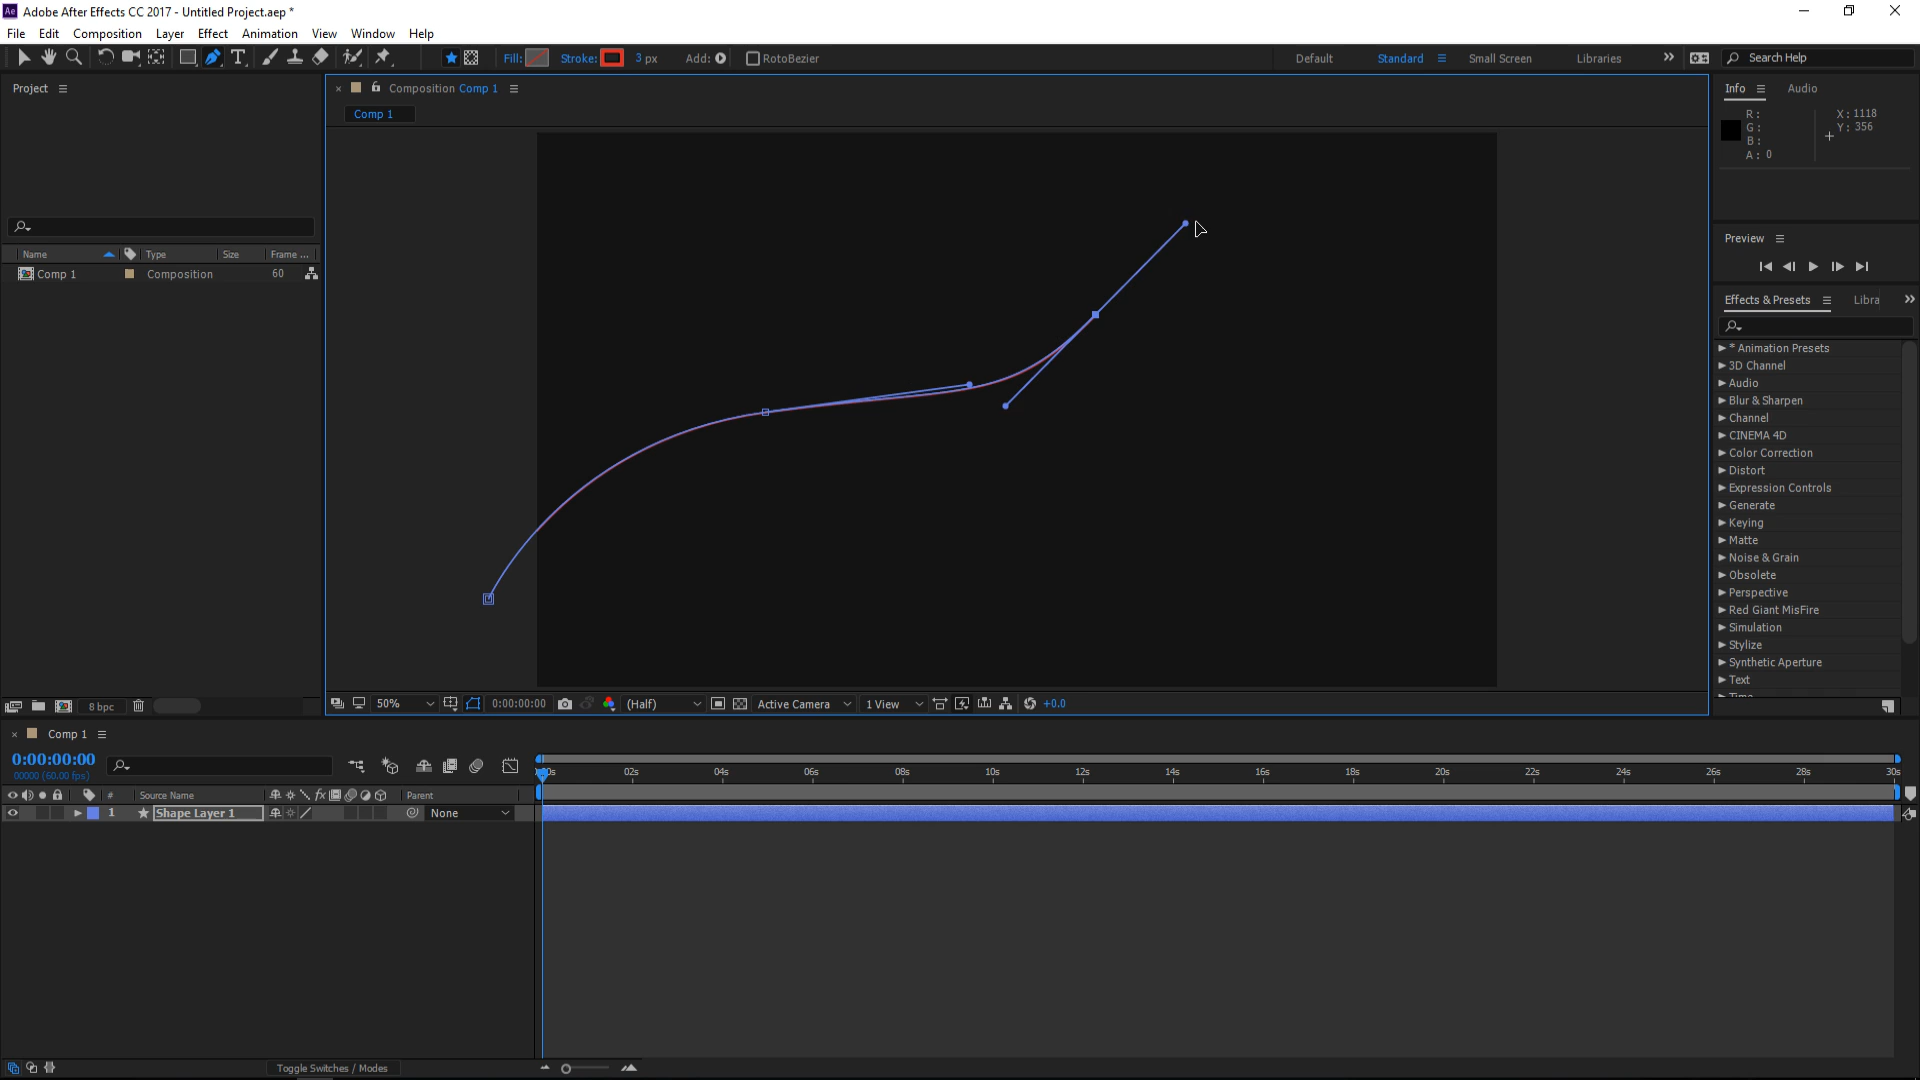 Ae Adobe After Effects CC 2017 - Untitled Project.aep *
File Edit Composition Layer Effect Animation View Window Help
T Fill: Stroke: 3 px Add: RotoBezier Default Standard Small Screen Libraries Search Help
Project
Composition Comp 1
Comp 1
Info Audio
R:
G:
B:
A: 0
X: 1118
Y: 356
Name Type Size Frame ...
Comp 1 Composition 60
8 bpc
50% 0:00:00:00 (Half) Active Camera 1 View +0.0
Preview
Effects & Presets Libra
* Animation Presets
3D Channel
Audio
Blur & Sharpen
Channel
CINEMA 4D
Color Correction
Distort
Expression Controls
Generate
Keying
Matte
Noise & Grain
Obsolete
Perspective
Red Giant MisFire
Simulation
Stylize
Synthetic Aperture
Text
Comp 1
0:00:00:00
00000 (60.00 fps)
02s 04s 06s 08s 10s 12s 14s 16s 18s 20s 22s 24s 26s 28s 30s
# Source Name fx Parent
1 Shape Layer 1 None
Toggle Switches / Modes